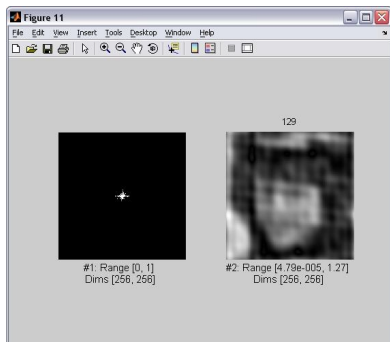 Figure 11
File Edit View Insert Tools Desktop Window Help
129
#1: Range [0, 1]
Dims [256, 256]
#2: Range [4.79e-005, 1.27]
Dims [256, 256]